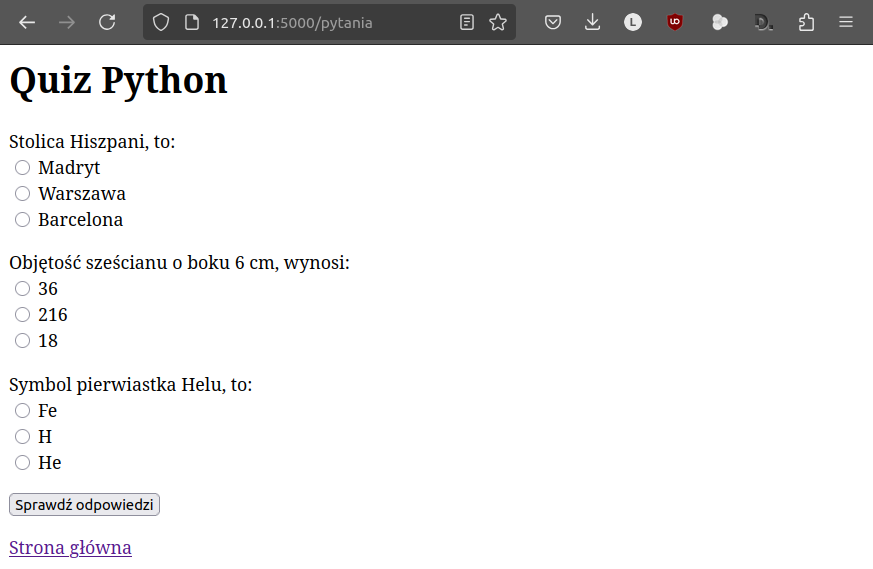 127.0.0.1:5000/pytania
L
Quiz Python
Stolica Hiszpani, to:
Madryt
Warszawa
Barcelona
Objętość sześcianu o boku 6 cm, wynosi:
36
216
18
Symbol pierwiastka Helu, to:
Fe
H
He
Sprawdź odpowiedzi
Strona główna